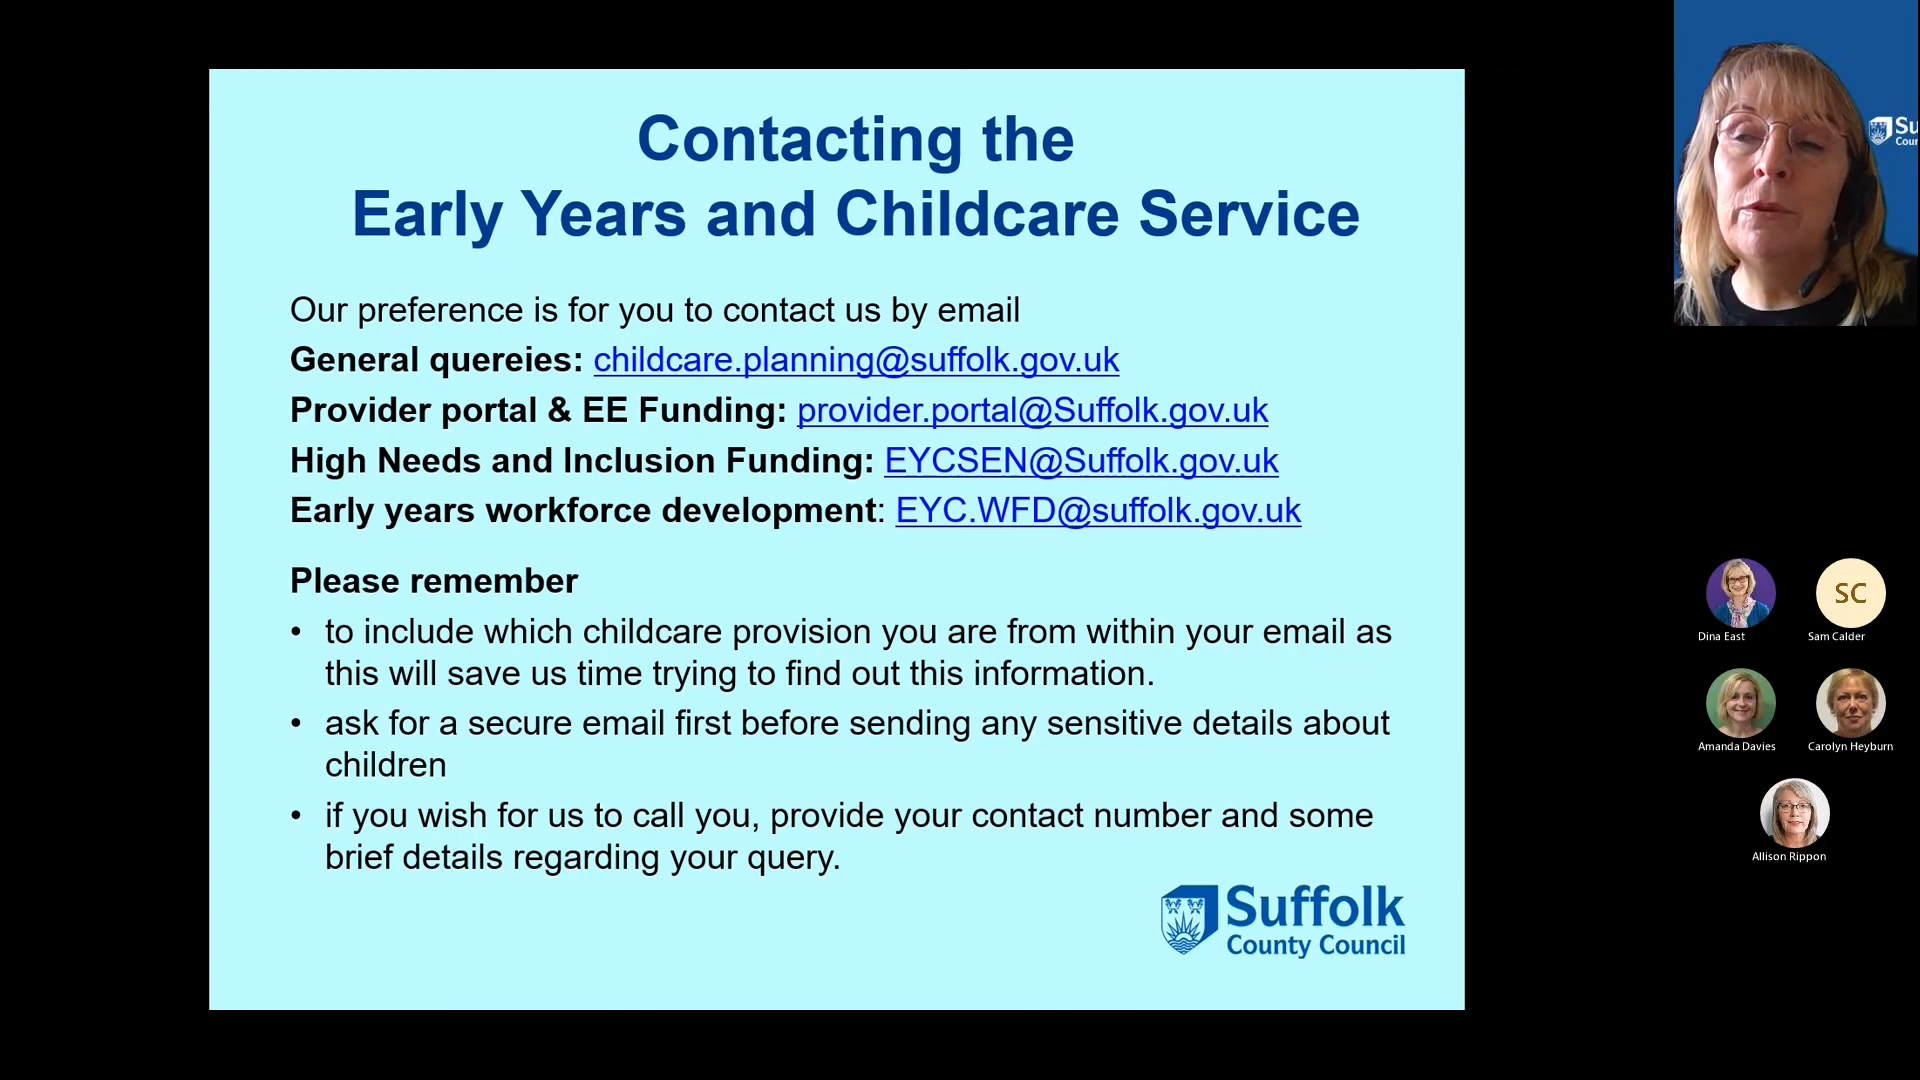 Contacting the
Early Years and Childcare Service
Our preference is for you to contact us by email
General quereies: childcare.planning@suffolk.gov.uk
Provider portal & EE Funding: provider.portal@Suffolk.gov.uk
High Needs and Inclusion Funding: EYCSEN@Suffolk.gov.uk
Early years workforce development: EYC.WFD@suffolk.gov.uk
Please remember
• to include which childcare provision you are from within your email as
this will save us time trying to find out this information.
• ask for a secure email first before sending any sensitive details about
children
• if you wish for us to call you, provide your contact number and some
brief details regarding your query.
Suffolk
County Council
Su
Cour
SC
Dina East
Sam Calder
Amanda Davies
Carolyn Heyburn
Allison Rippon